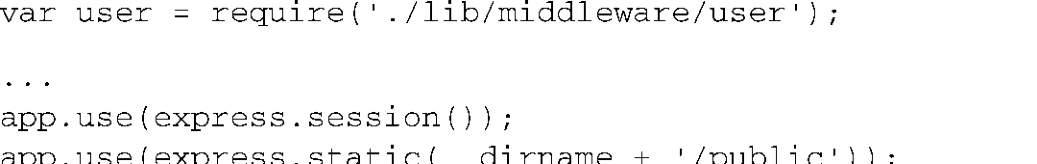 var user = require('./lib/middleware/user');
...
app.use(express.session());
app.use(express.static(__dirname + '/public'));